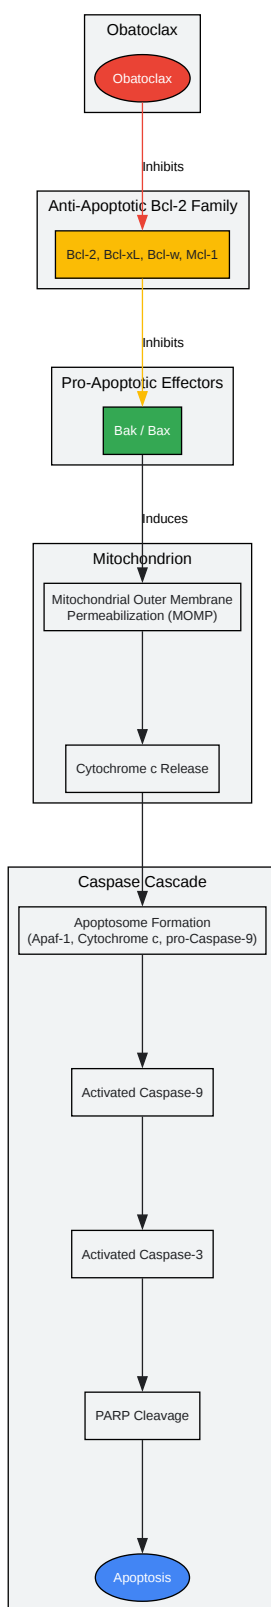 Obatoclax
Obatoclax
Inhibits
Anti-Apoptotic Bcl-2 Family
Bcl-2, Bcl-xL, Bcl-w, Mcl-1
Inhibits
Pro-Apoptotic Effectors
Bak / Bax
Induces
Mitochondrion
Mitochondrial Outer Membrane
Permeabilization (MOMP)
Cytochrome c Release
Caspase Cascade
Apoptosome Formation
(Apaf-1, Cytochrome c, pro-Caspase-9)
Activated Caspase-9
Activated Caspase-3
PARP Cleavage
Apoptosis